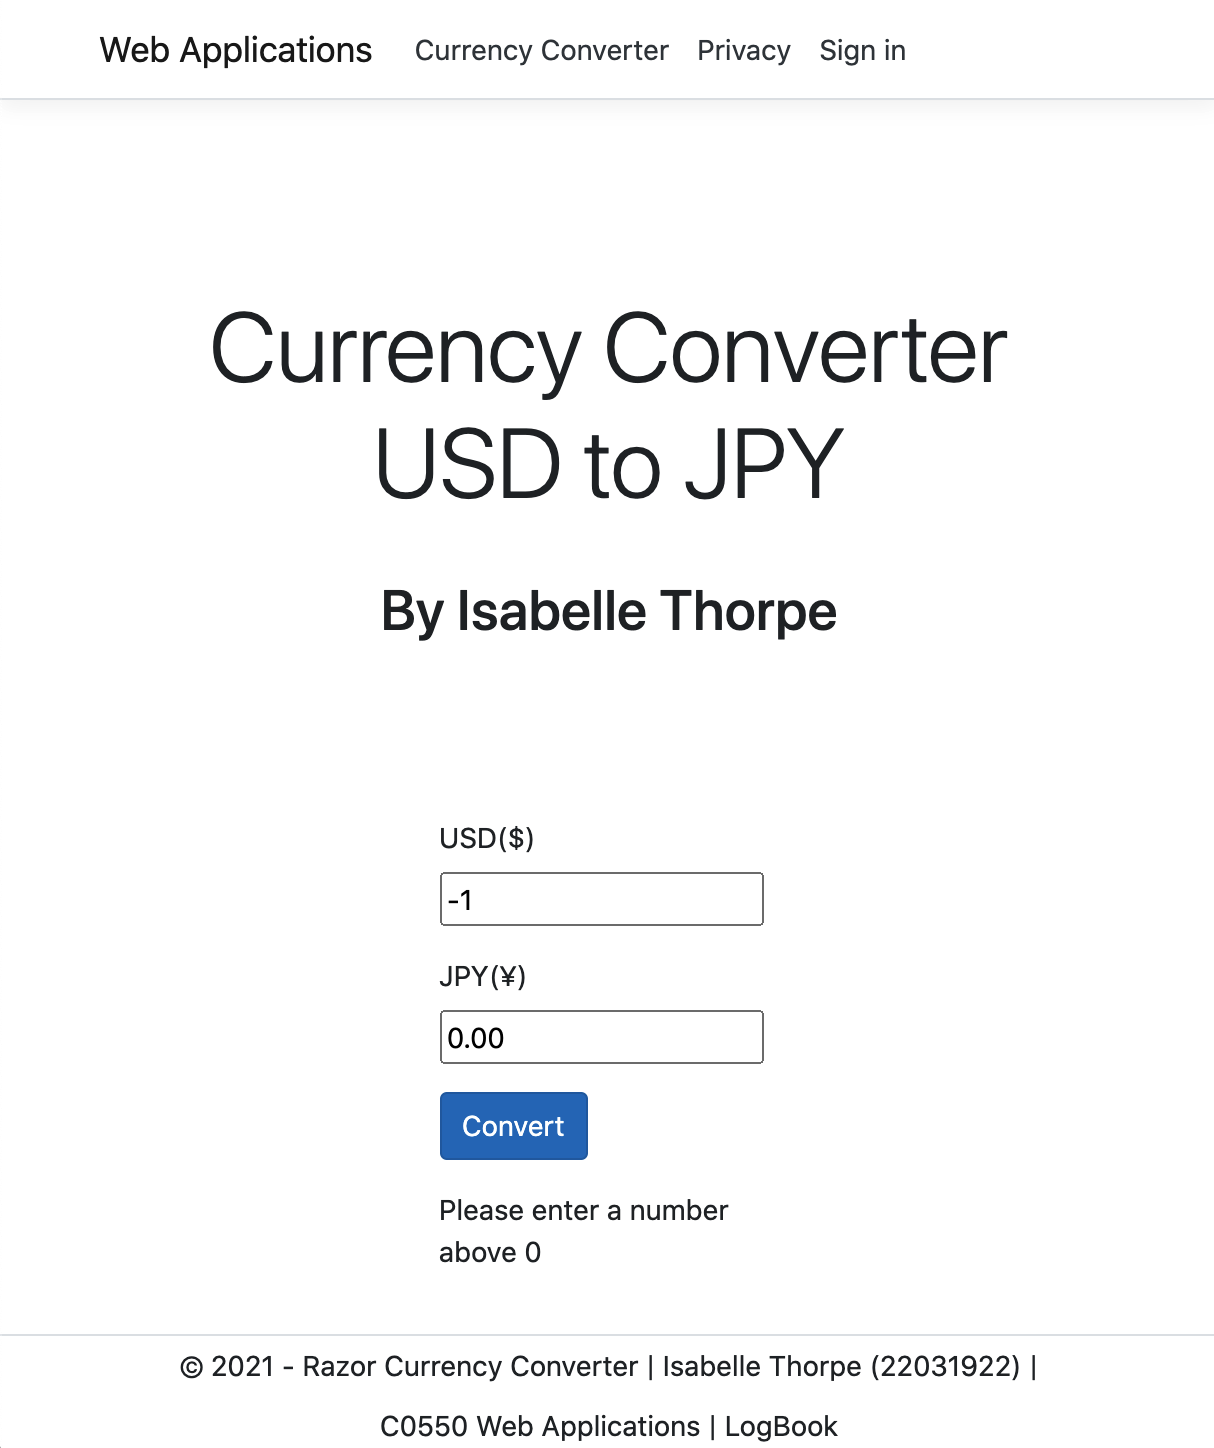 Web Applications Currency Converter Privacy Sign in
Currency Converter
USD to JPY
By Isabelle Thorpe
USD($)
-1
JPY(¥)
0.00
Convert
Please enter a number
above 0
© 2021 - Razor Currency Converter | Isabelle Thorpe (22031922) |
C0550 Web Applications | LogBook